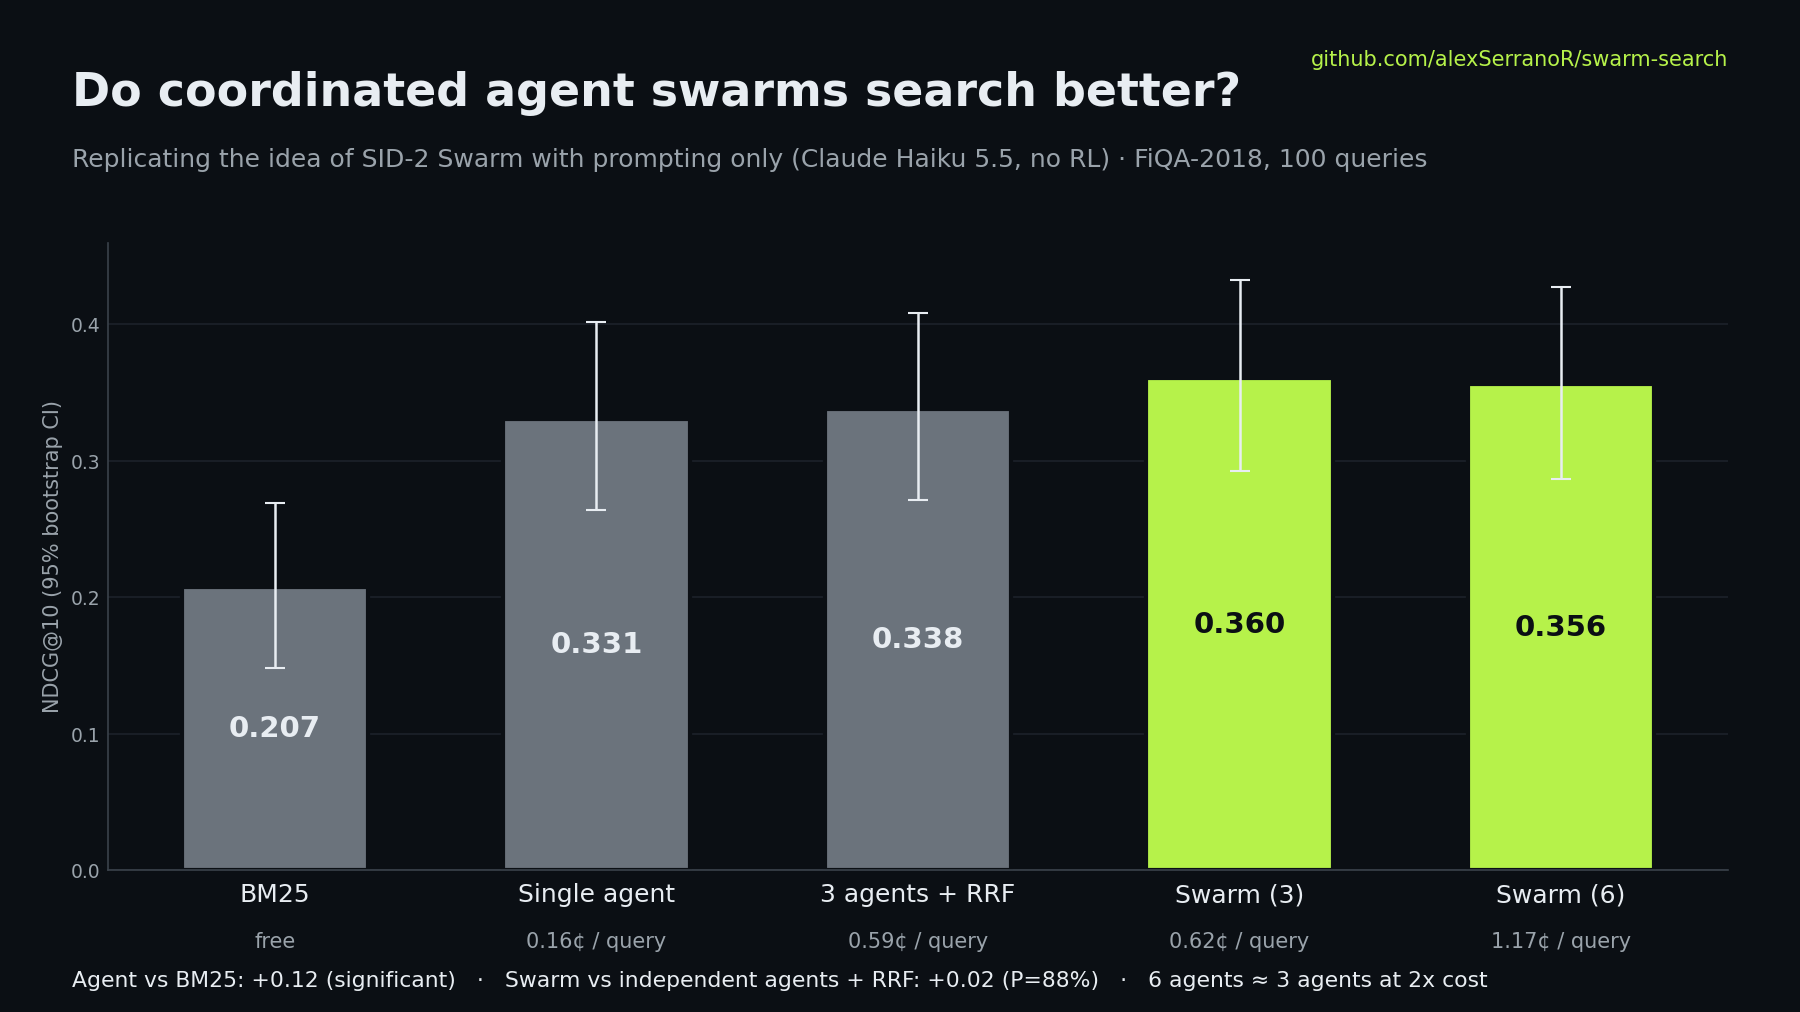 github.com/alexSerranoR/swarm-search
Do coordinated agent swarms search better?
Replicating the idea of SID-2 Swarm with prompting only (Claude Haiku 5.5, no RL) · FiQA-2018, 100 queries
NDCG@10 (95% bootstrap CI)
0.4
0.3
0.2
0.1
0.0
0.207
0.331
0.338
0.360
0.356
BM25
Single agent
3 agents + RRF
Swarm (3)
Swarm (6)
free
0.16¢ / query
0.59¢ / query
0.62¢ / query
1.17¢ / query
Agent vs BM25: +0.12 (significant) · Swarm vs independent agents + RRF: +0.02 (P=88%) · 6 agents ≈ 3 agents at 2x cost